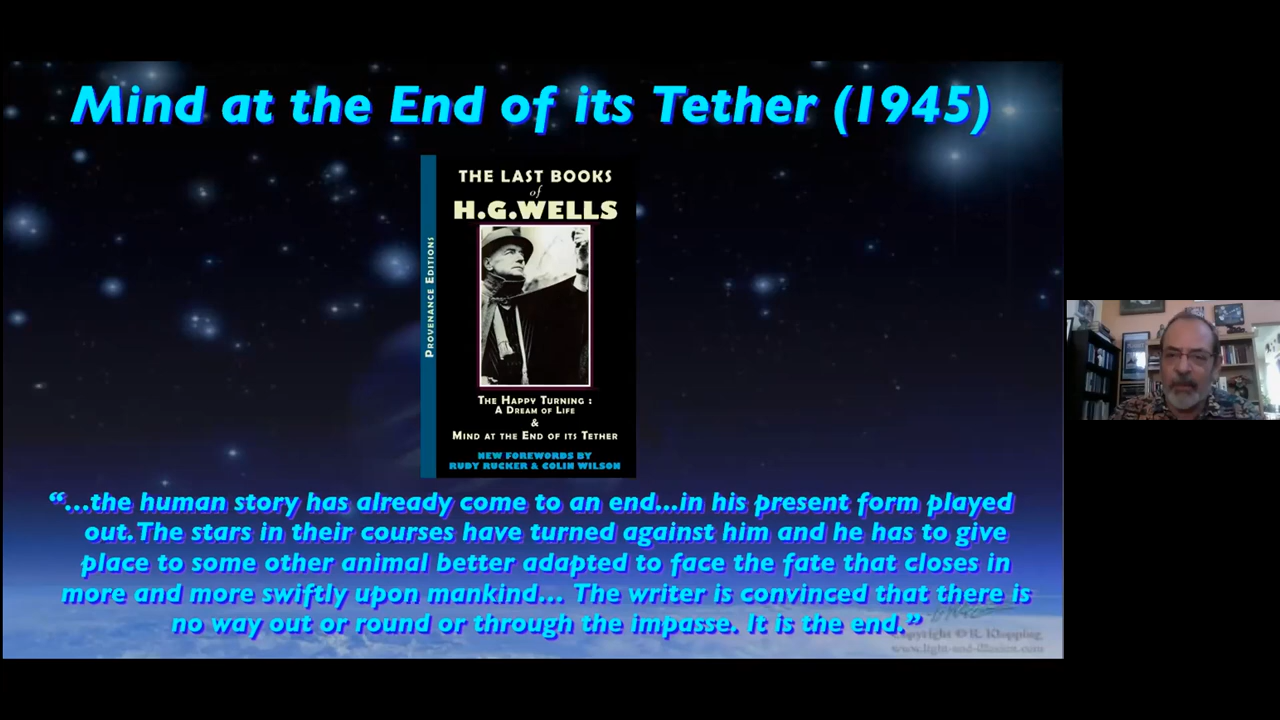 Mind at the End of its Tether (1945)
PROVENANCE EDITIONS
THE LAST BOOKS
of
H.G.WELLS
THE HAPPY TURNING :
A DREAM OF LIFE
&
MIND AT THE END OF ITS TETHER
NEW FOREWORDS BY
RUDY RUCKER & COLIN WILSON
“...the human story has already come to an end...in his present form played
out. The stars in their courses have turned against him and he has to give
place to some other animal better adapted to face the fate that closes in
more and more swiftly upon mankind... The writer is convinced that there is
no way out or round or through the impasse. It is the end.”
Copyright © R. Klopping
www.light-and-illusion.com